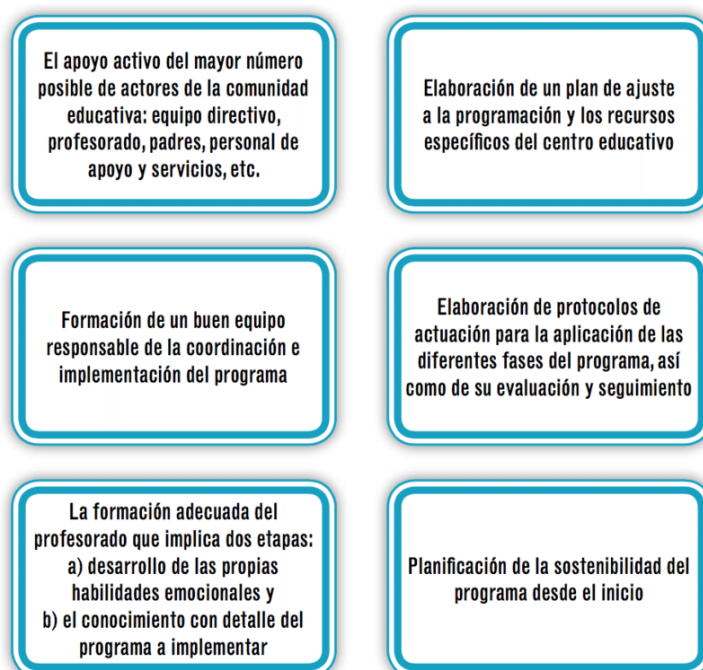 El apoyo activo del mayor número
posible de actores de la comunidad
educativa: equipo directivo,
profesorado, padres, personal de
apoyo y servicios, etc.
Elaboración de un plan de ajuste
a la programación y los recursos
específicos del centro educativo
Formación de un buen equipo
responsable de la coordinación e
implementación del programa
Elaboración de protocolos de
actuación para la aplicación de las
diferentes fases del programa, así
como de su evaluación y seguimiento
La formación adecuada del
profesorado que implica dos etapas:
a) desarrollo de las propias
habilidades emocionales y
b) el conocimiento con detalle del
programa a implementar
Planificación de la sostenibilidad del
programa desde el inicio